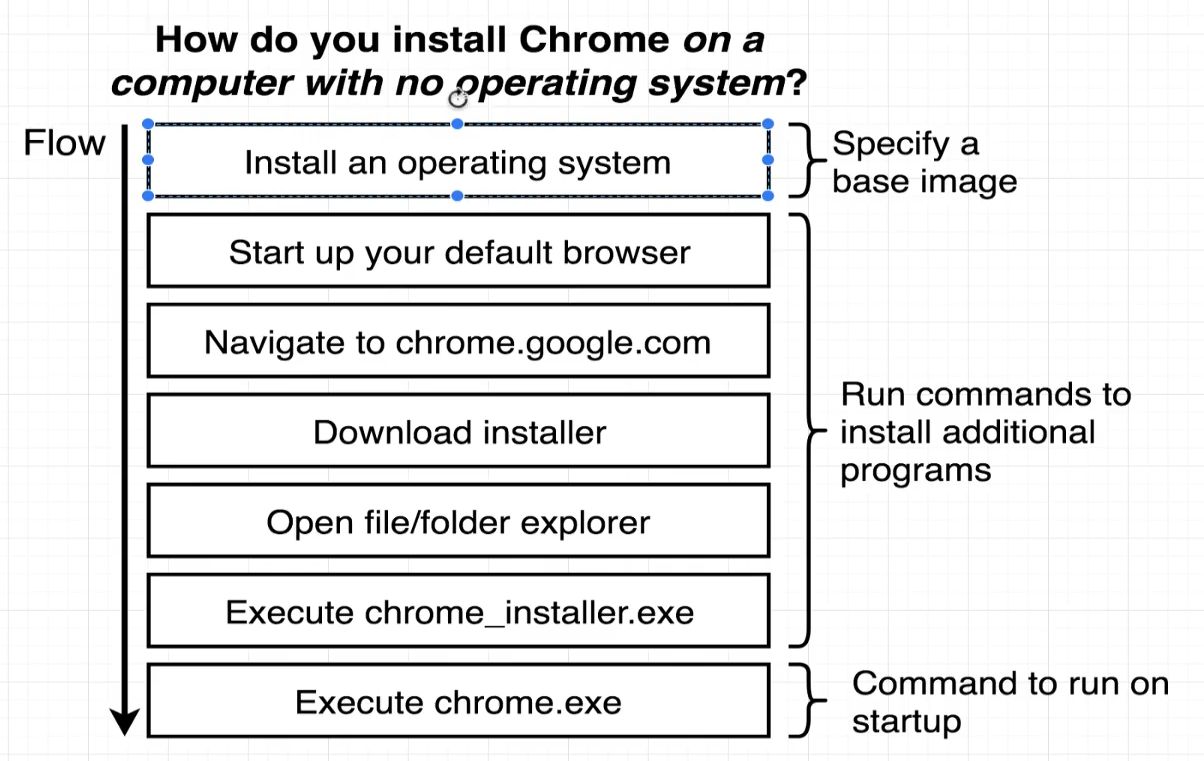 How do you install Chrome on a
computer with no operating system?
Flow
Install an operating system
Specify a
base image
Start up your default browser
Navigate to chrome.google.com
Download installer
Open file/folder explorer
Execute chrome_installer.exe
Run commands to
install additional
programs
Execute chrome.exe
Command to run on
startup